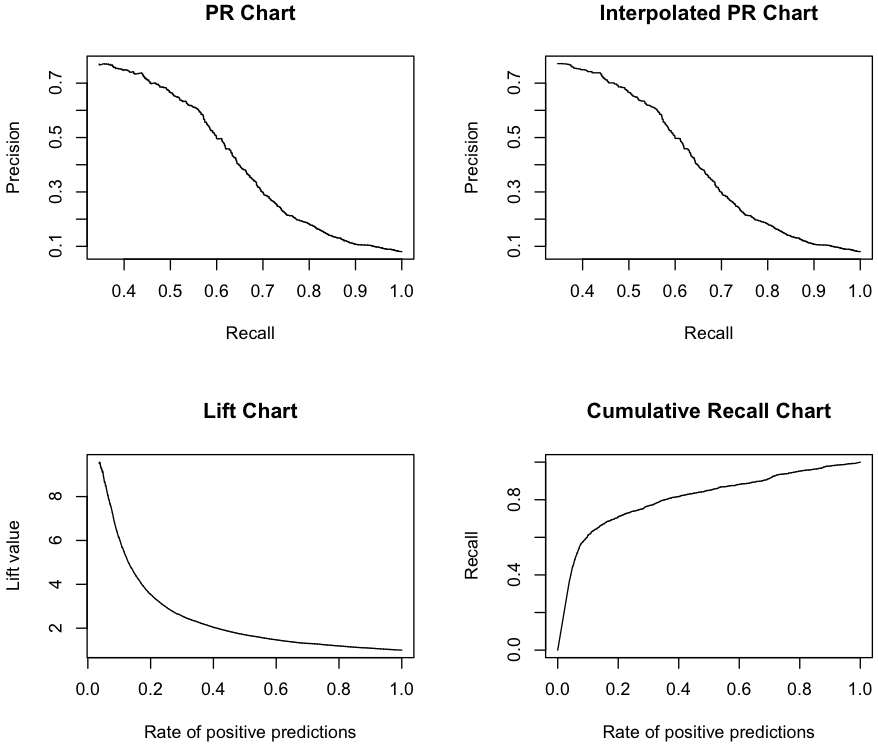 PR Chart
Precision
0.7
0.5
0.3
0.1
0.4 0.5 0.6 0.7 0.8 0.9 1.0
Recall
Interpolated PR Chart
Precision
0.7
0.5
0.3
0.1
0.4 0.5 0.6 0.7 0.8 0.9 1.0
Recall
Lift Chart
Lift value
8
6
4
2
0.0 0.2 0.4 0.6 0.8 1.0
Rate of positive predictions
Cumulative Recall Chart
Recall
0.8
0.4
0.0
0.0 0.2 0.4 0.6 0.8 1.0
Rate of positive predictions